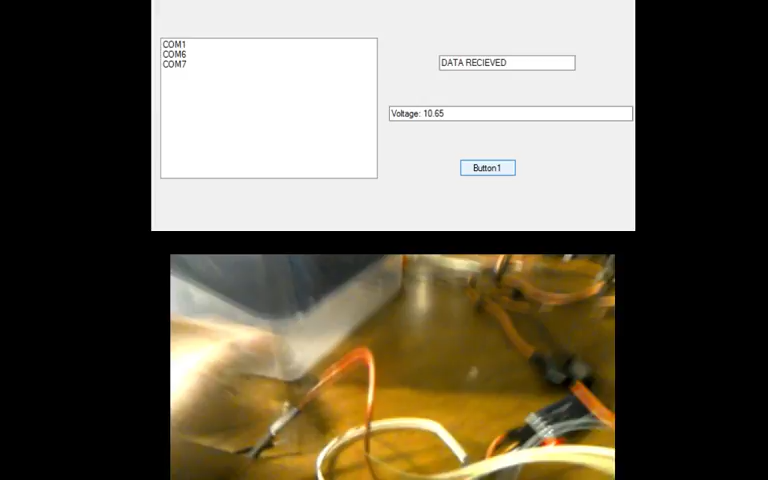 COM1
COM6
COM7
DATA RECIEVED
Voltage: 10.65
Button1